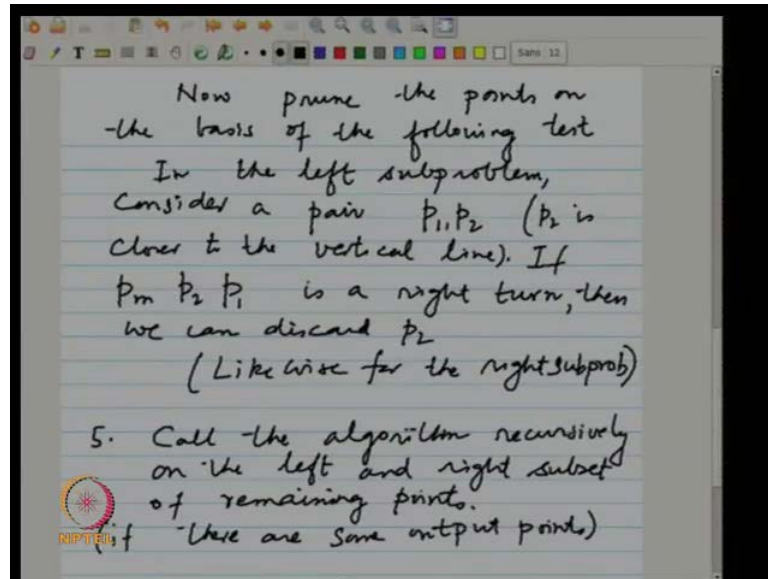 Sans 12
Now prune the points on
the basis of the following test
In the left subproblem,
Consider a pair p1, p2 (p2 is
closer to the vertical line). If
pm p2 p1 is a right turn, then
we can discard p2
(Likewise for the right subprob)
5. Call the algorithm recursively
on the left and right subset
of remaining points.
(if there are some output points)
NPTEL